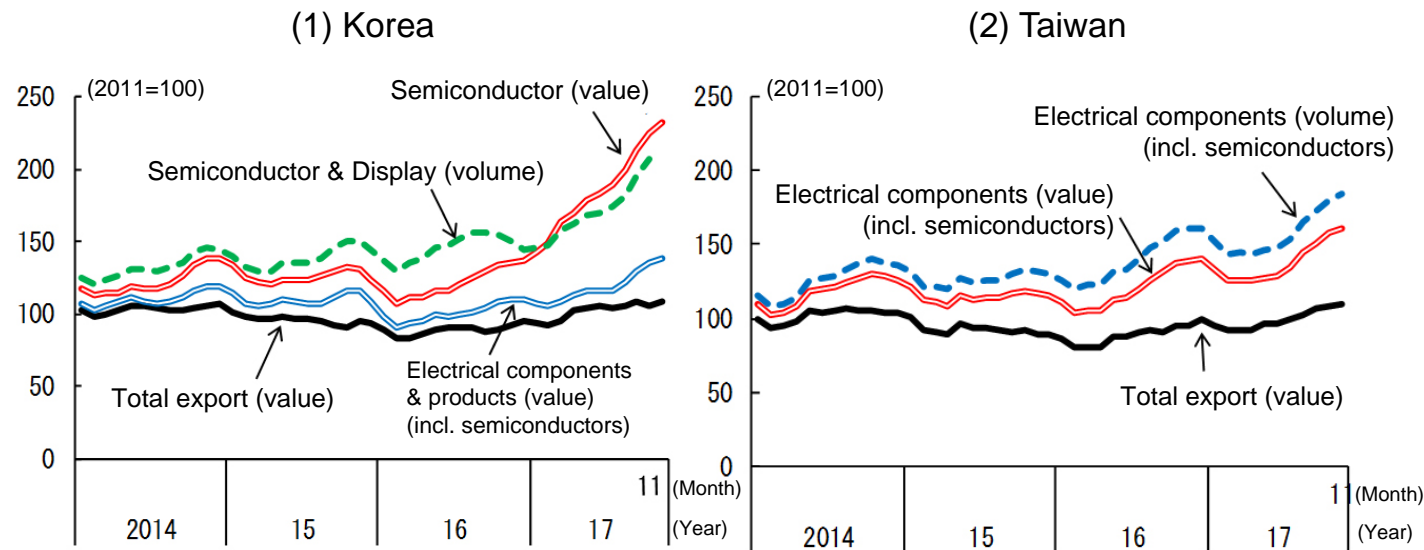 (1) Korea
(2011=100)
250
200
150
100
50
0
Semiconductor (value)
Semiconductor & Display (volume)
Total export (value)
Electrical components
& products (value)
(incl. semiconductors)
11 (Month)
2014 15 16 17 (Year)
(2) Taiwan
(2011=100)
250
200
150
100
50
0
Electrical components (volume)
(incl. semiconductors)
Electrical components (value)
(incl. semiconductors)
Total export (value)
11 (Month)
2014 15 16 17 (Year)